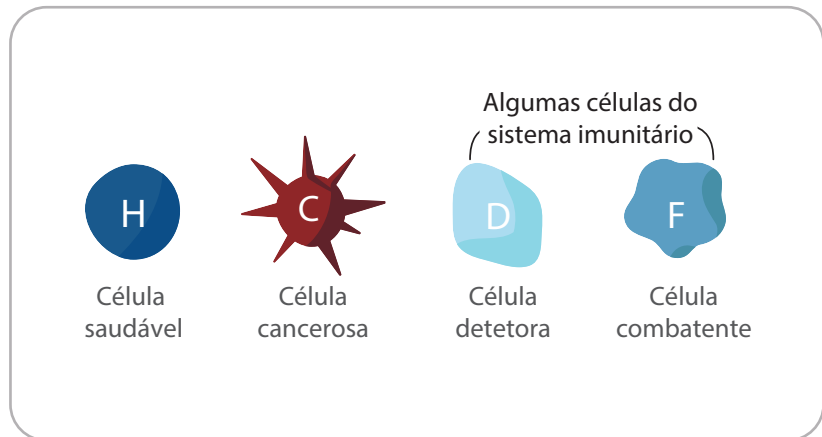 Algumas células do
sistema imunitário
H
C
D
F
Célula
saudável
Célula
cancerosa
Célula
detetora
Célula
combatente